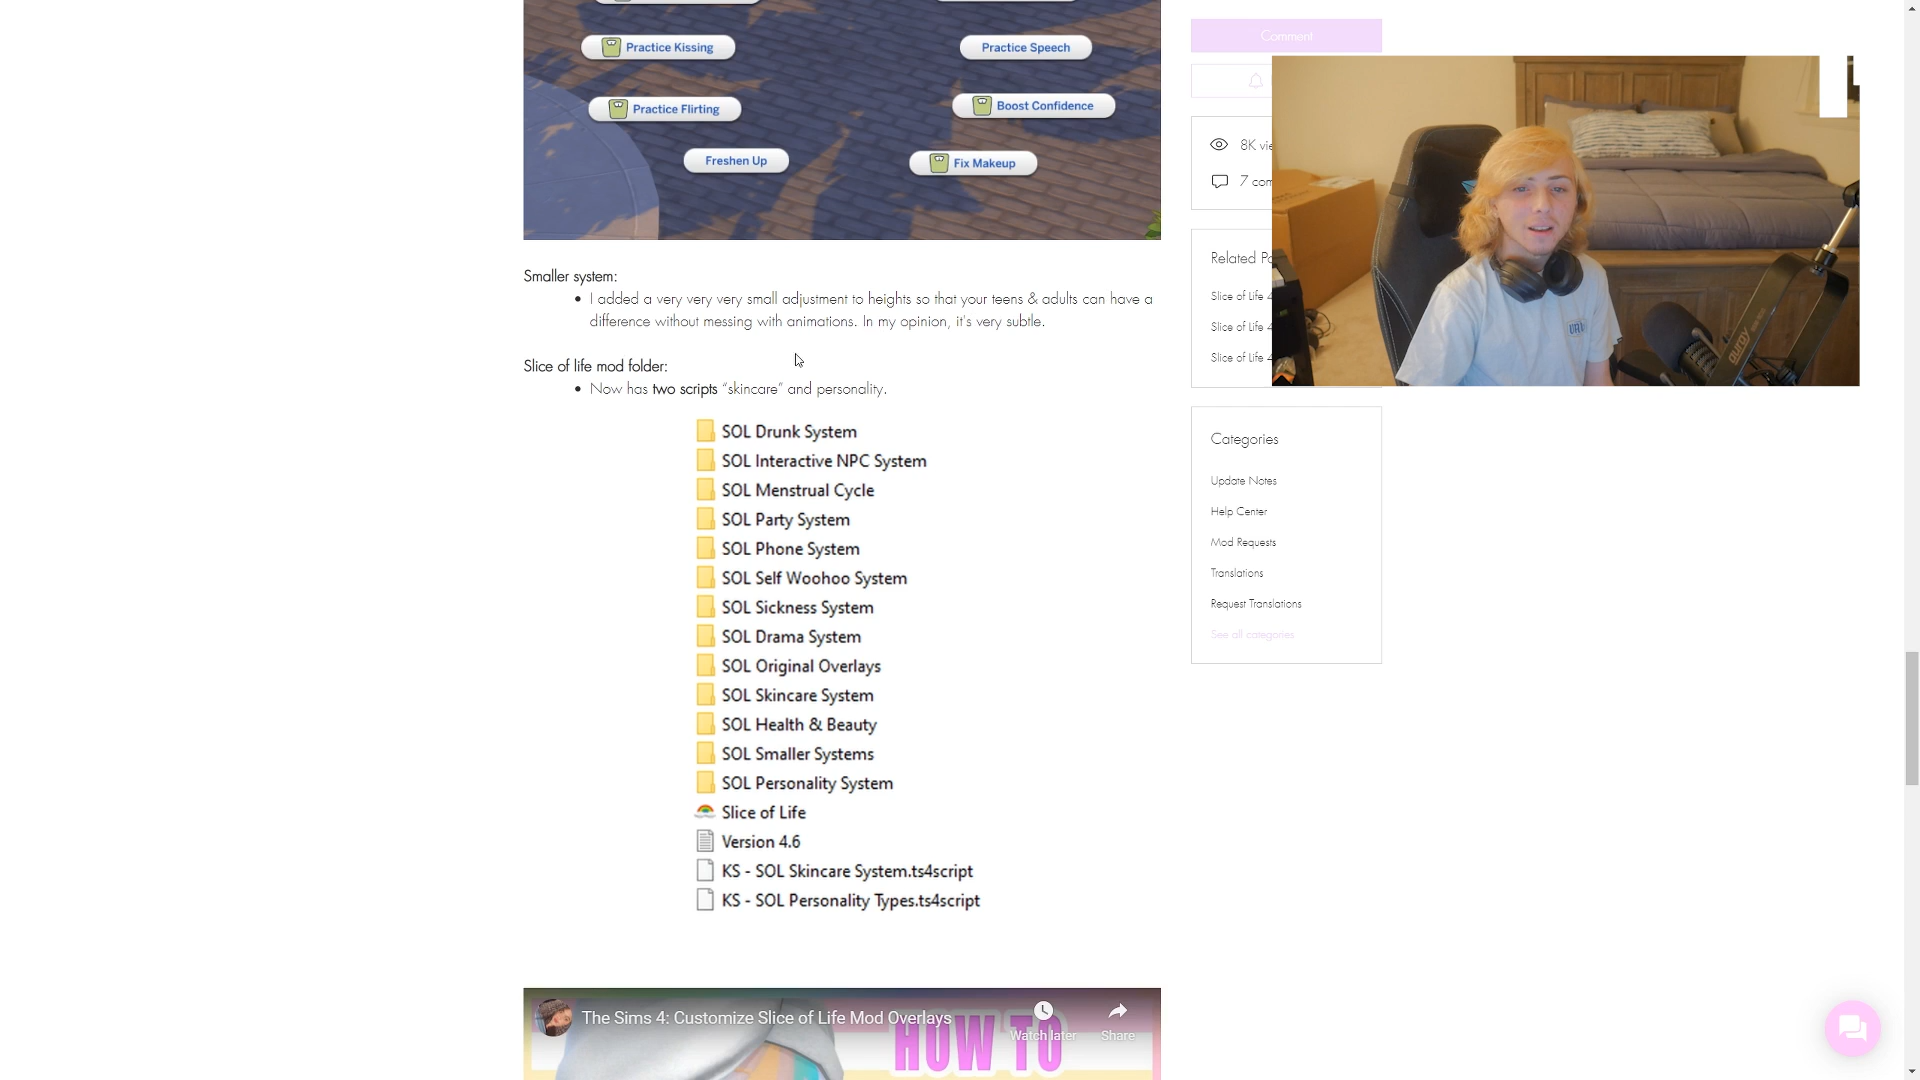 Comment
Practice Kissing
Practice Speech
Practice Flirting
Boost Confidence
Freshen Up
Fix Makeup
8K
7
Smaller system:
• I added a very very very small adjustment to heights so that your teens & adults can have a
difference without messing with animations. In my opinion, it's very subtle.
Slice of life mod folder:
• Now has two scripts “skincare” and personality.
SOL Drunk System
SOL Interactive NPC System
SOL Menstrual Cycle
SOL Party System
SOL Phone System
SOL Self Woohoo System
SOL Sickness System
SOL Drama System
SOL Original Overlays
SOL Skincare System
SOL Health & Beauty
SOL Smaller Systems
SOL Personality System
Slice of Life
Version 4.6
KS - SOL Skincare System.ts4script
KS - SOL Personality Types.ts4script
The Sims 4: Customize Slice of Life Mod Overlays
Watch later
Share
HOW TO
Related
Slice of Life
Slice of Life
Slice of Life
Categories
Update Notes
Help Center
Mod Requests
Translations
Request Translations
See all categories